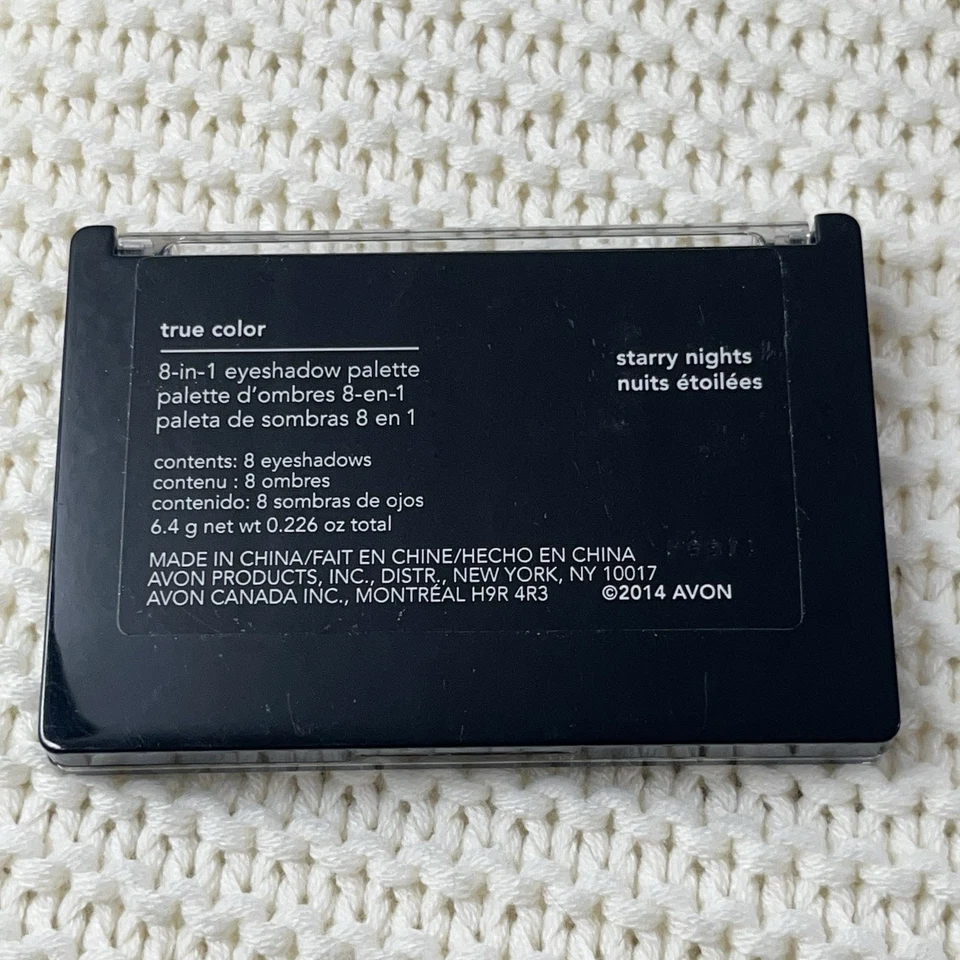 true color
8-in-1 eyeshadow palette
palette d'ombres 8-en-1
paleta de sombras 8 en 1
starry nights
nuits étoilées
contents: 8 eyeshadows
contenu : 8 ombres
contenido: 8 sombras de ojos
6.4 g net wt 0.226 oz total
MADE IN CHINA/FAIT EN CHINE/HECHO EN CHINA
AVON PRODUCTS, INC., DISTR., NEW YORK, NY 10017
AVON CANADA INC., MONTRÉAL H9R 4R3 ©2014 AVON